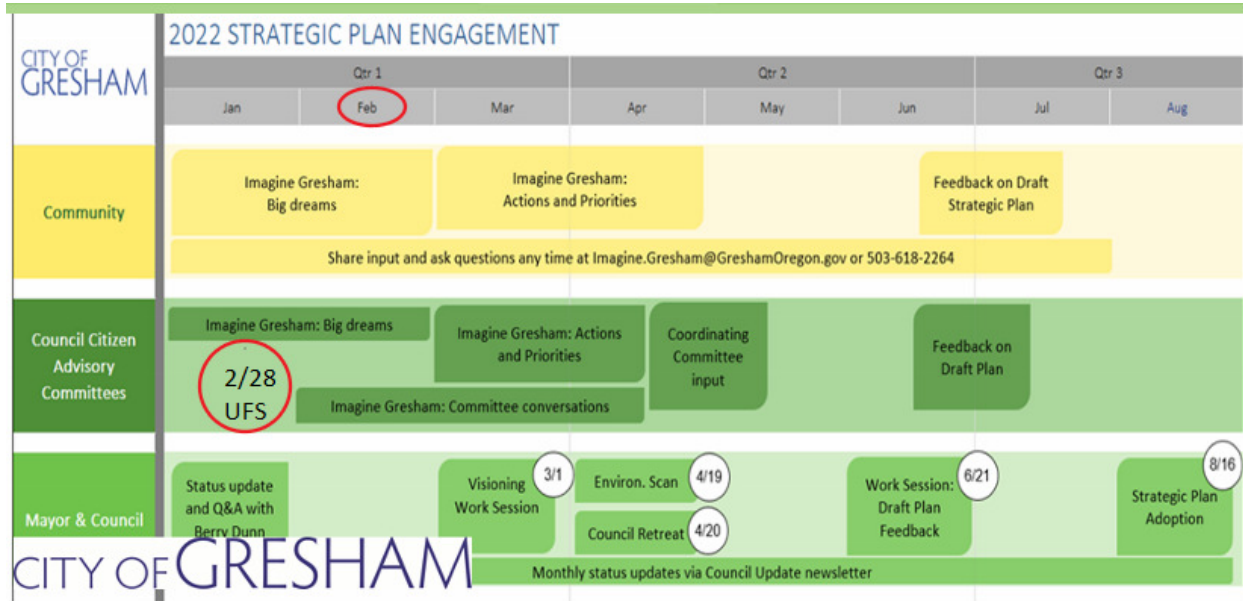 CITY OF
GRESHAM
2022 STRATEGIC PLAN ENGAGEMENT
Qtr 1
Qtr 2
Qtr 3
Jan
Feb
Mar
Apr
May
Jun
Jul
Aug
Community
Imagine Gresham:
Big dreams
Imagine Gresham:
Actions and Priorities
Feedback on Draft
Strategic Plan
Share input and ask questions any time at Imagine.Gresham@GreshamOregon.gov or 503-618-2264
Council Citizen
Advisory
Committees
Imagine Gresham: Big dreams
2/28
UFS
Imagine Gresham: Actions
and Priorities
Imagine Gresham: Committee conversations
Coordinating
Committee
input
Feedback on
Draft Plan
Mayor & Council
Status update
and Q&A with
Berry Dunn
Visioning
Work Session
3/1
Environ. Scan
4/19
Council Retreat
4/20
Work Session:
Draft Plan
Feedback
6/21
Strategic Plan
Adoption
8/16
Monthly status updates via Council Update newsletter
CITY OF GRESHAM